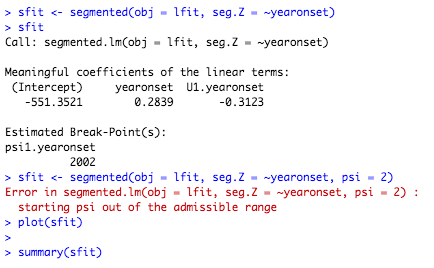 > sfit <- segmented(obj = lfit, seg.Z = ~yearonset)
> sfit
Call: segmented.lm(obj = lfit, seg.Z = ~yearonset)

Meaningful coefficients of the linear terms:
 (Intercept)     yearonset  U1.yearonset
   -551.3521        0.2839       -0.3123

Estimated Break-Point(s):
psi1.yearonset
          2002
> sfit <- segmented(obj = lfit, seg.Z = ~yearonset, psi = 2)
Error in segmented.lm(obj = lfit, seg.Z = ~yearonset, psi = 2) :
  starting psi out of the admissible range
> plot(sfit)
>
> summary(sfit)